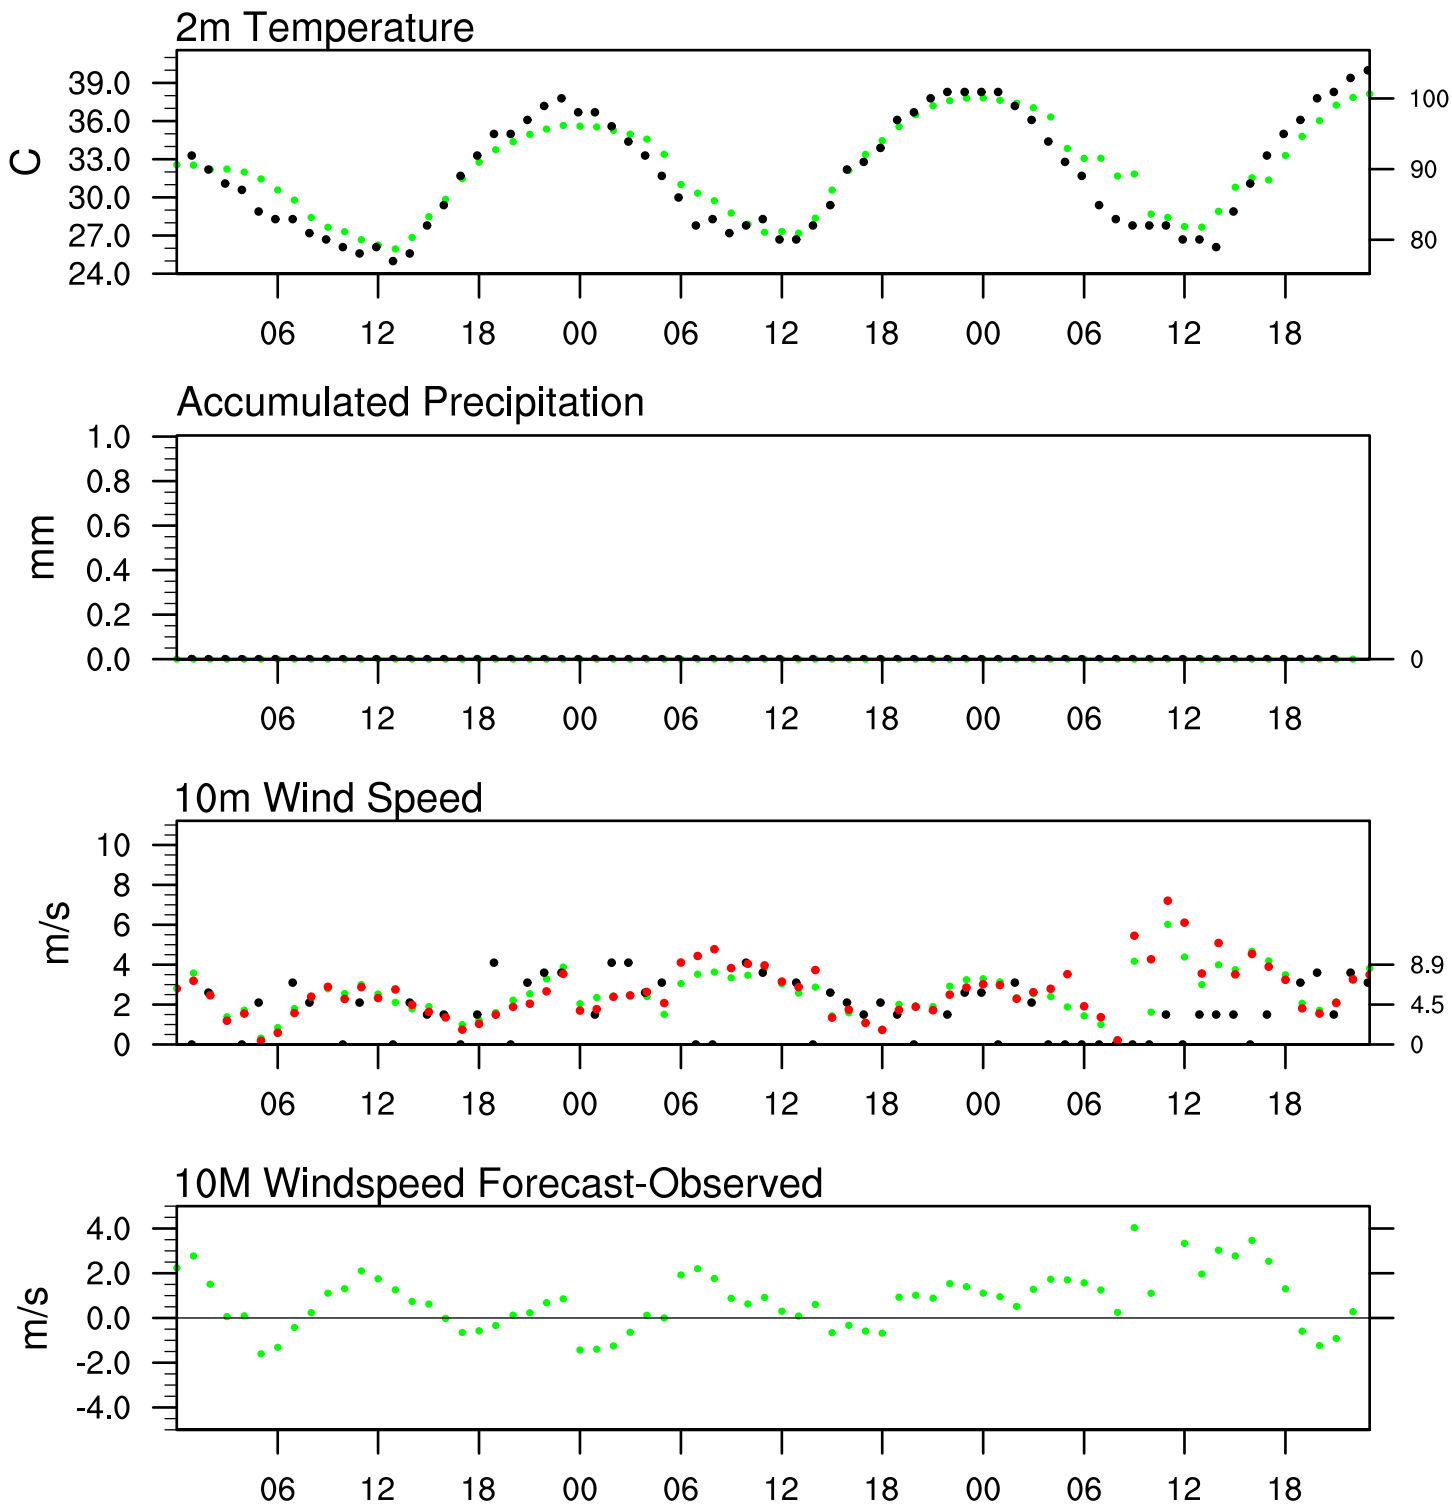 2m Temperature
39.0
36.0
33.0
30.0
27.0
24.0
C
100
90
80
06 12 18 00 06 12 18 00 06 12 18
Accumulated Precipitation
1.0
0.8
0.6
0.4
0.2
0.0
mm
0
06 12 18 00 06 12 18 00 06 12 18
10m Wind Speed
10
8
6
4
2
0
m/s
8.9
4.5
0
06 12 18 00 06 12 18 00 06 12 18
10M Windspeed Forecast-Observed
4.0
2.0
0.0
-2.0
-4.0
m/s
06 12 18 00 06 12 18 00 06 12 18